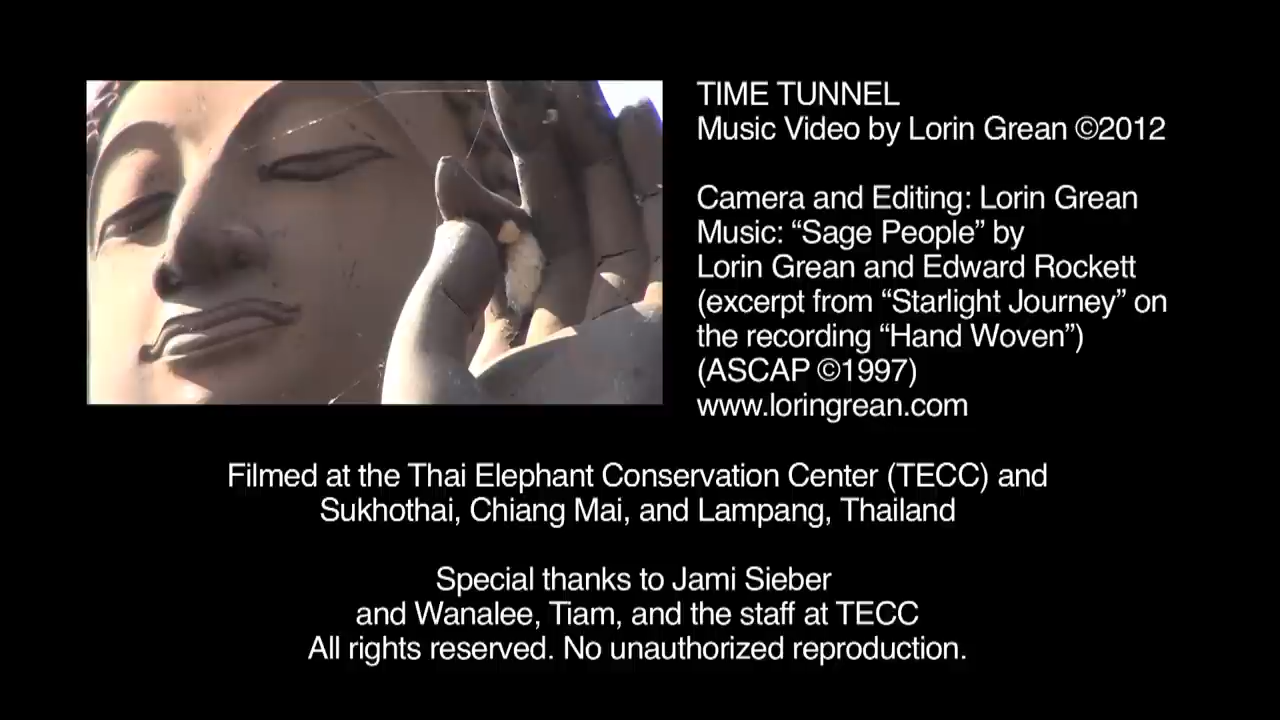 TIME TUNNEL
Music Video by Lorin Grean ©2012
Camera and Editing: Lorin Grean
Music: “Sage People” by
Lorin Grean and Edward Rockett
(excerpt from “Starlight Journey” on
the recording “Hand Woven”)
(ASCAP ©1997)
www.loringrean.com
Filmed at the Thai Elephant Conservation Center (TECC) and
Sukhothai, Chiang Mai, and Lampang, Thailand
Special thanks to Jami Sieber
and Wanalee, Tiam, and the staff at TECC
All rights reserved. No unauthorized reproduction.